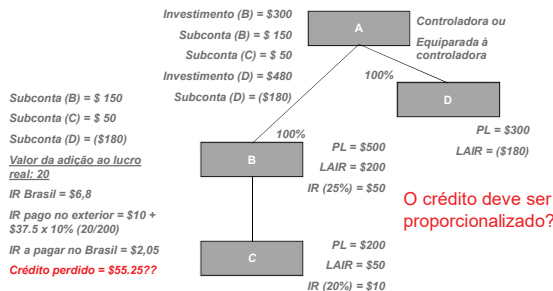 Investimento (B) = $300
Subconta (B) = $ 150
Subconta (C) = $ 50
Investimento (D) = $480
Subconta (D) = ($180)
A
Controladora ou
Equiparada à
controladora
100%
D
PL = $300
LAIR = ($180)
Subconta (B) = $ 150
Subconta (C) = $ 50
Subconta (D) = ($180)
Valor da adição ao lucro
real: 20
IR Brasil = $6,8
IR pago no exterior = $10 +
$37.5 x 10% (20/200)
IR a pagar no Brasil = $2,05
Crédito perdido = $55.25??
100%
B
PL = $500
LAIR = $200
IR (25%) = $50
C
PL = $200
LAIR = $50
IR (20%) = $10
O crédito deve ser
proporcionalizado?